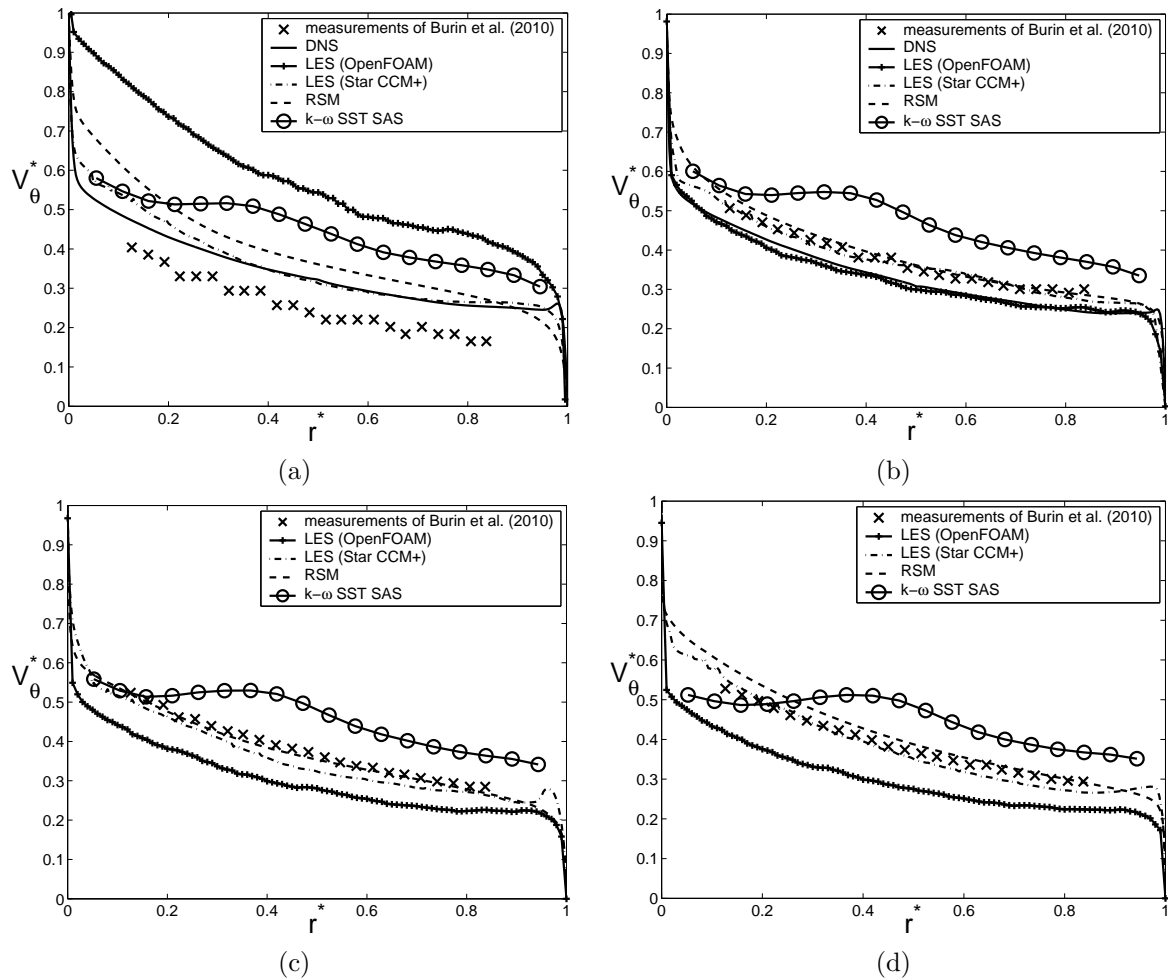 1
0.9
0.8
0.7
0.6
0.5
0.4
0.3
0.2
0.1
0
V*θ
0 0.2 0.4 0.6 0.8 1
r*
measurements of Burin et al. (2010)
DNS
LES (OpenFOAM)
LES (Star CCM+)
RSM
k−ω SST SAS
(a)
1
0.9
0.8
0.7
0.6
0.5
0.4
0.3
0.2
0.1
0
V*θ
0 0.2 0.4 0.6 0.8 1
r*
measurements of Burin et al. (2010)
DNS
LES (OpenFOAM)
LES (Star CCM+)
RSM
k−ω SST SAS
(b)
1
0.9
0.8
0.7
0.6
0.5
0.4
0.3
0.2
0.1
0
V*θ
0 0.2 0.4 0.6 0.8 1
r*
measurements of Burin et al. (2010)
LES (OpenFOAM)
LES (Star CCM+)
RSM
k−ω SST SAS
(c)
1
0.9
0.8
0.7
0.6
0.5
0.4
0.3
0.2
0.1
0
V*θ
0 0.2 0.4 0.6 0.8 1
r*
measurements of Burin et al. (2010)
LES (OpenFOAM)
LES (Star CCM+)
RSM
k−ω SST SAS
(d)